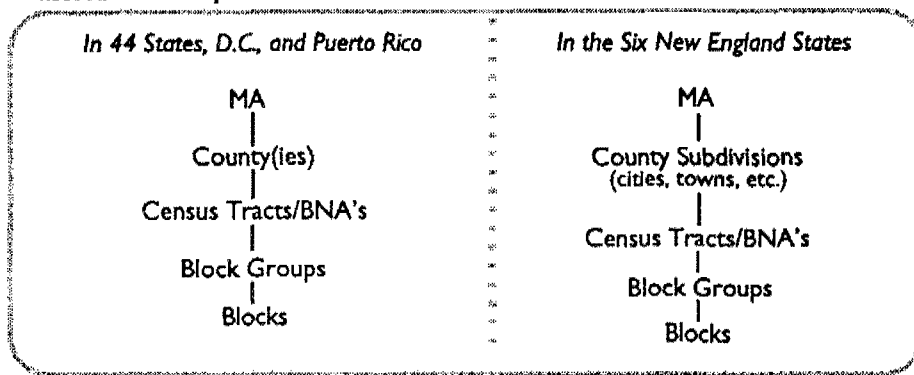 In 44 States, D.C., and Puerto Rico
MA
County(ies)
Census Tracts/BNA's
Block Groups
Blocks
In the Six New England States
MA
County Subdivisions
(cities, towns, etc.)
Census Tracts/BNA's
Block Groups
Blocks